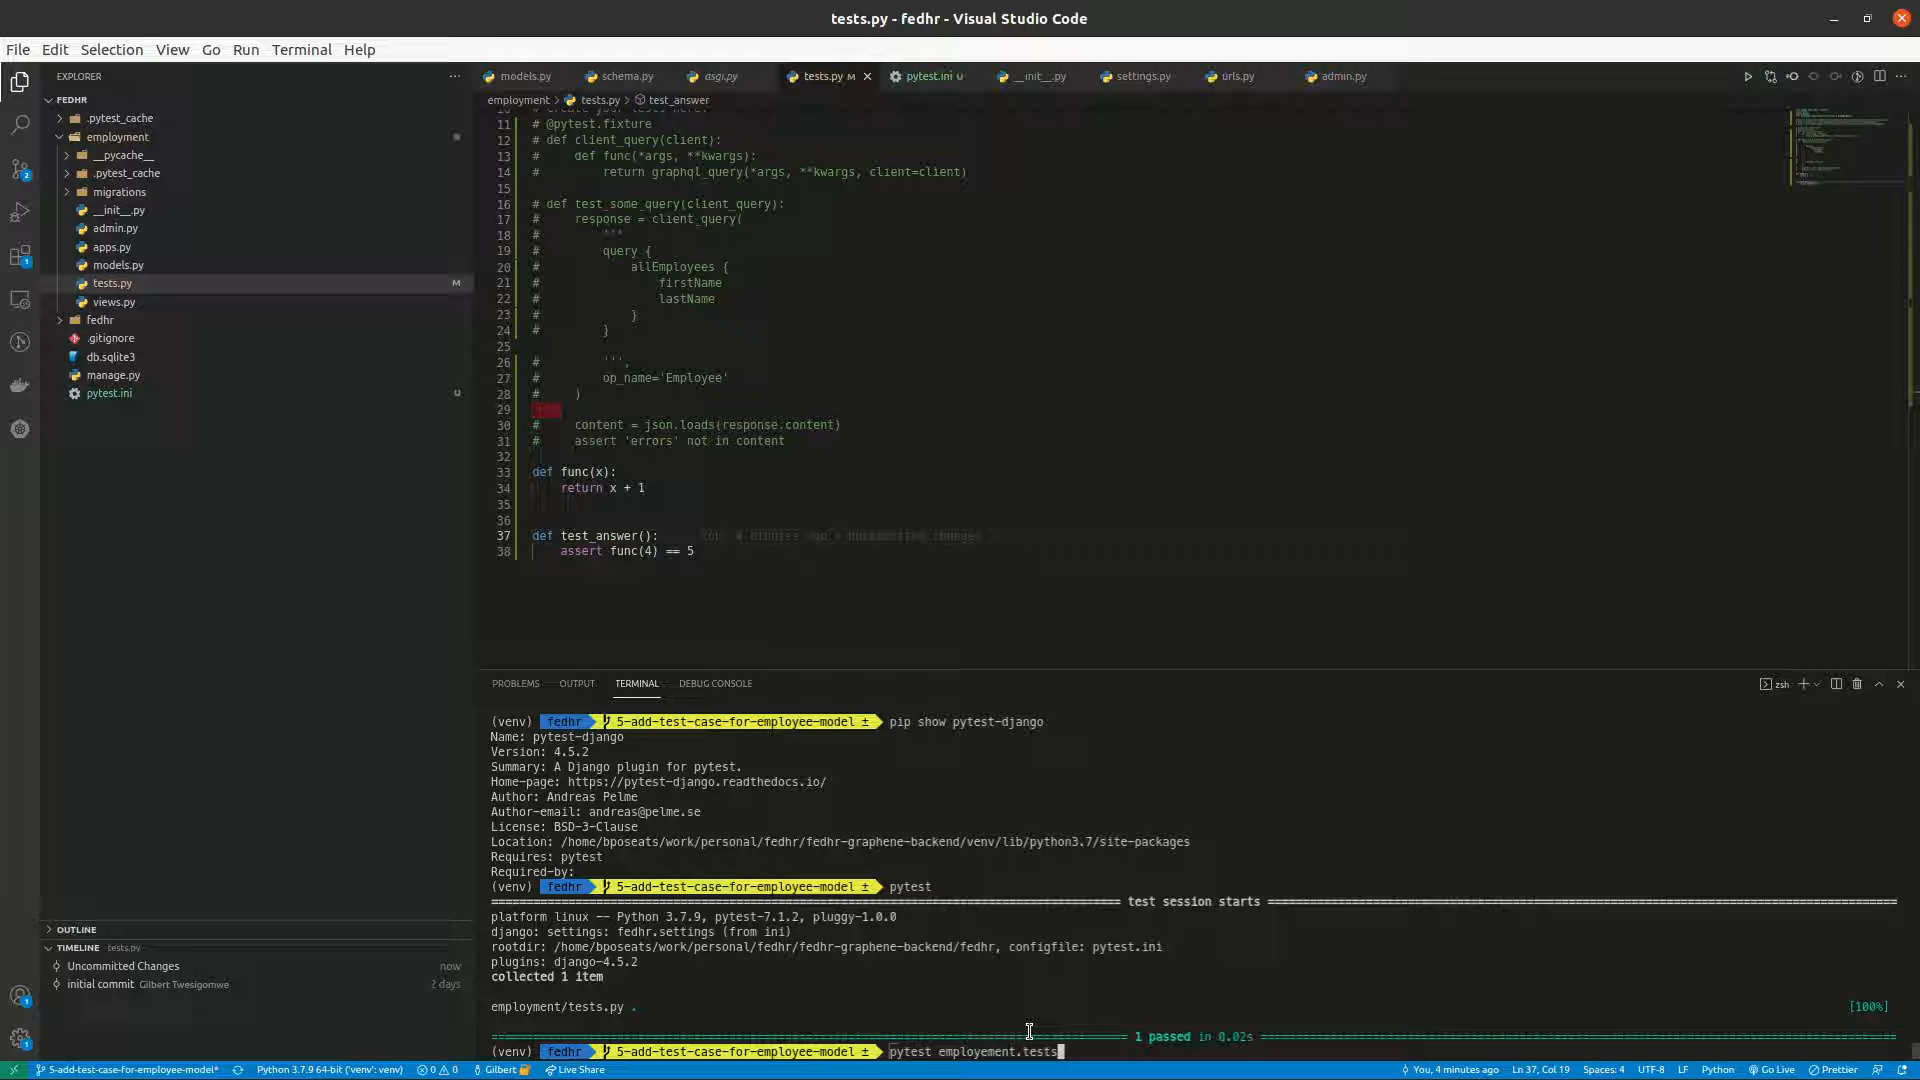 tests.py - fedhr - Visual Studio Code
File Edit Selection View Go Run Terminal Help
EXPLORER
FEDHR
.pytest_cache
employment
__pycache__
.pytest_cache
migrations
__init__.py
admin.py
apps.py
models.py
tests.py M
views.py
fedhr
.gitignore
db.sqlite3
manage.py
pytest.ini U
OUTLINE
TIMELINE tests.py
Uncommitted Changes now
initial commit Gilbert Twesigomwe 2 days
models.py schema.py asgi.py tests.py M pytest.ini U __init__.py settings.py urls.py admin.py
employment > tests.py > test_answer
11 # @pytest.fixture
12 # def client_query(client):
13 #     def func(*args, **kwargs):
14 #         return graphql_query(*args, **kwargs, client=client)
15
16 # def test_some_query(client_query):
17 #     response = client_query(
18 #         '''
19 #         query {
20 #             allEmployees {
21 #                 firstName
22 #                 lastName
23 #             }
24 #         }
25
26 #         ''',
27 #         op_name='Employee'
28 #     )
29
30 #     content = json.loads(response.content)
31 #     assert 'errors' not in content
32
33 def func(x):
34     return x + 1
35
36
37 def test_answer():
38     assert func(4) == 5
PROBLEMS OUTPUT TERMINAL DEBUG CONSOLE
zsh
(venv) fedhr 5-add-test-case-for-employee-model ± pip show pytest-django
Name: pytest-django
Version: 4.5.2
Summary: A Django plugin for pytest.
Home-page: https://pytest-django.readthedocs.io/
Author: Andreas Pelme
Author-email: andreas@pelme.se
License: BSD-3-Clause
Location: /home/bposeats/work/personal/fedhr/fedhr-graphene-backend/venv/lib/python3.7/site-packages
Requires: pytest
Required-by:
(venv) fedhr 5-add-test-case-for-employee-model ± pytest
test session starts
platform linux -- Python 3.7.9, pytest-7.1.2, pluggy-1.0.0
django: settings: fedhr.settings (from ini)
rootdir: /home/bposeats/work/personal/fedhr/fedhr-graphene-backend/fedhr, configfile: pytest.ini
plugins: django-4.5.2
collected 1 item
employment/tests.py . [100%]
1 passed in 0.02s
(venv) fedhr 5-add-test-case-for-employee-model ± pytest employement.tests
5-add-test-case-for-employee-model* Python 3.7.9 64-bit ('venv': venv) 0 0 Gilbert Live Share You, 4 minutes ago Ln 37, Col 19 Spaces: 4 UTF-8 LF Python Go Live Prettier